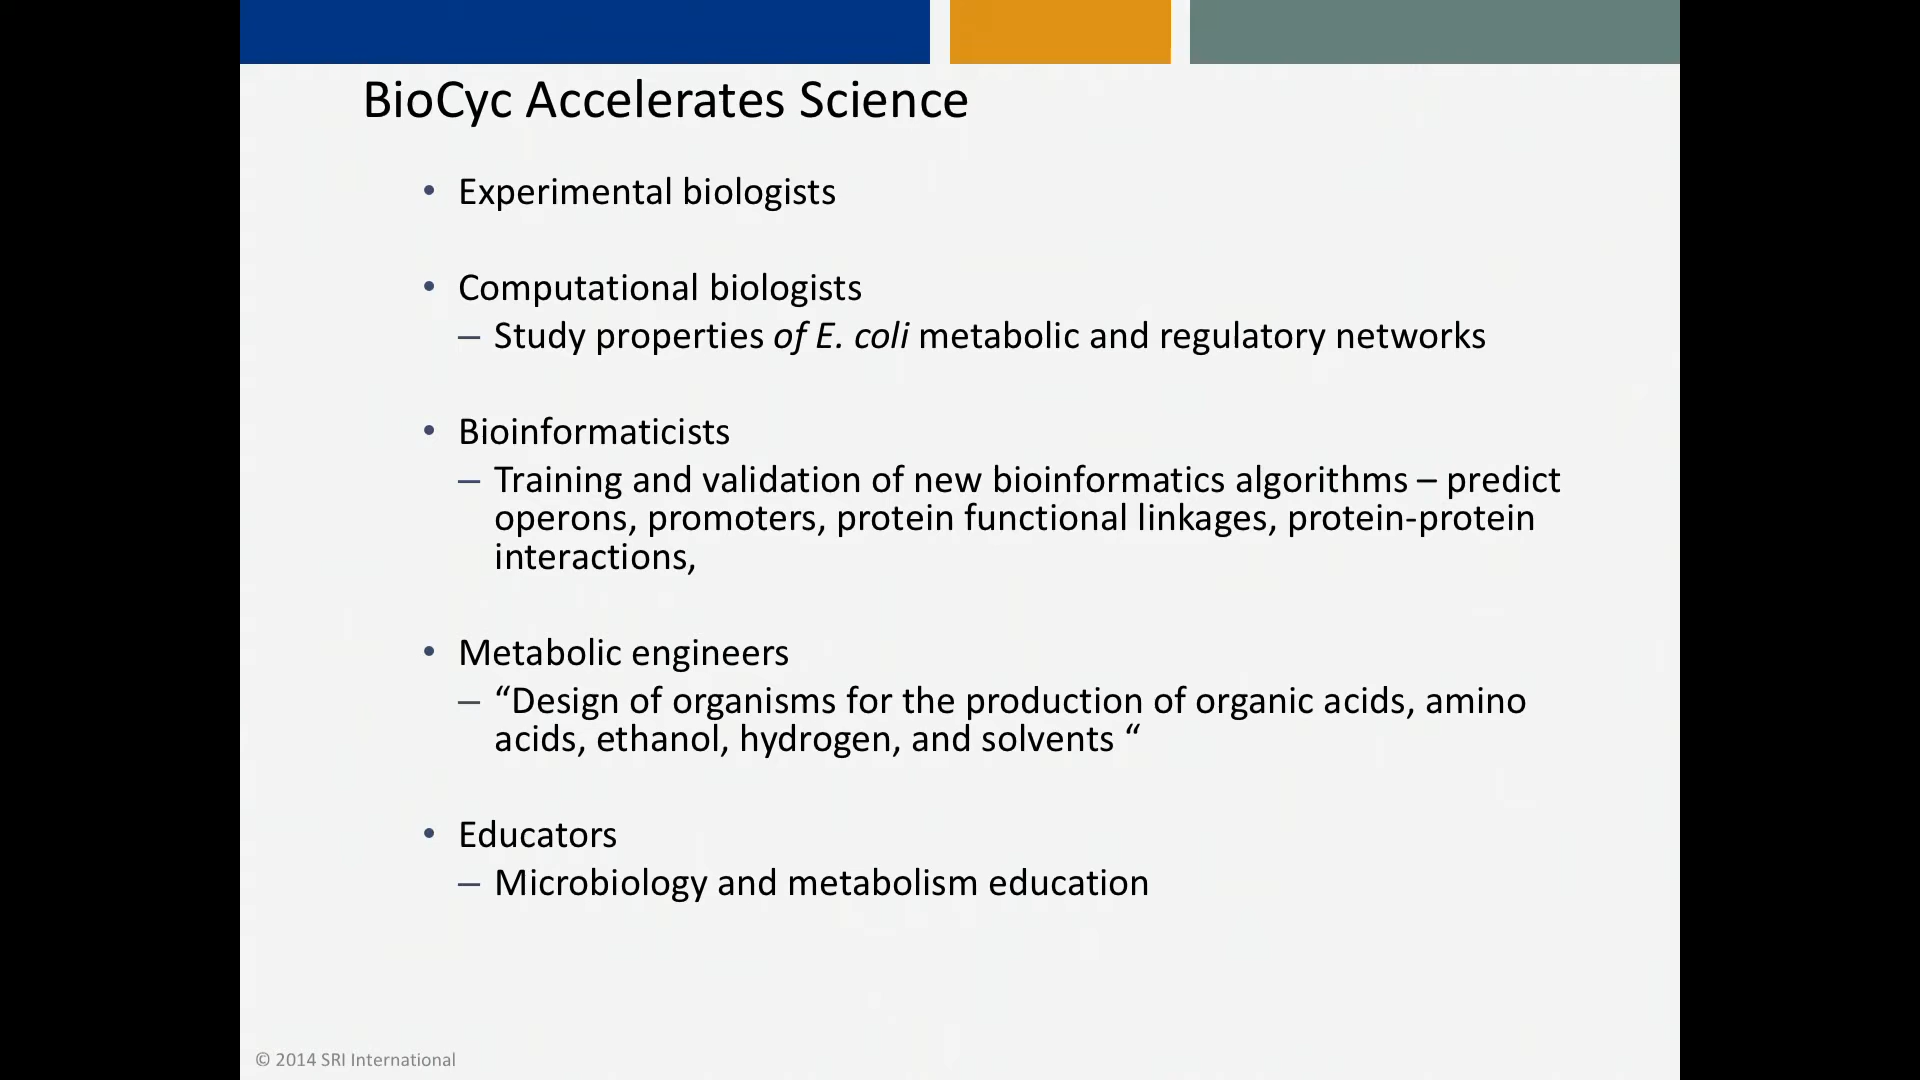 BioCyc Accelerates Science
• Experimental biologists
• Computational biologists
– Study properties of E. coli metabolic and regulatory networks
• Bioinformaticists
– Training and validation of new bioinformatics algorithms – predict
operons, promoters, protein functional linkages, protein-protein
interactions,
• Metabolic engineers
– “Design of organisms for the production of organic acids, amino
acids, ethanol, hydrogen, and solvents “
• Educators
– Microbiology and metabolism education
© 2014 SRI International